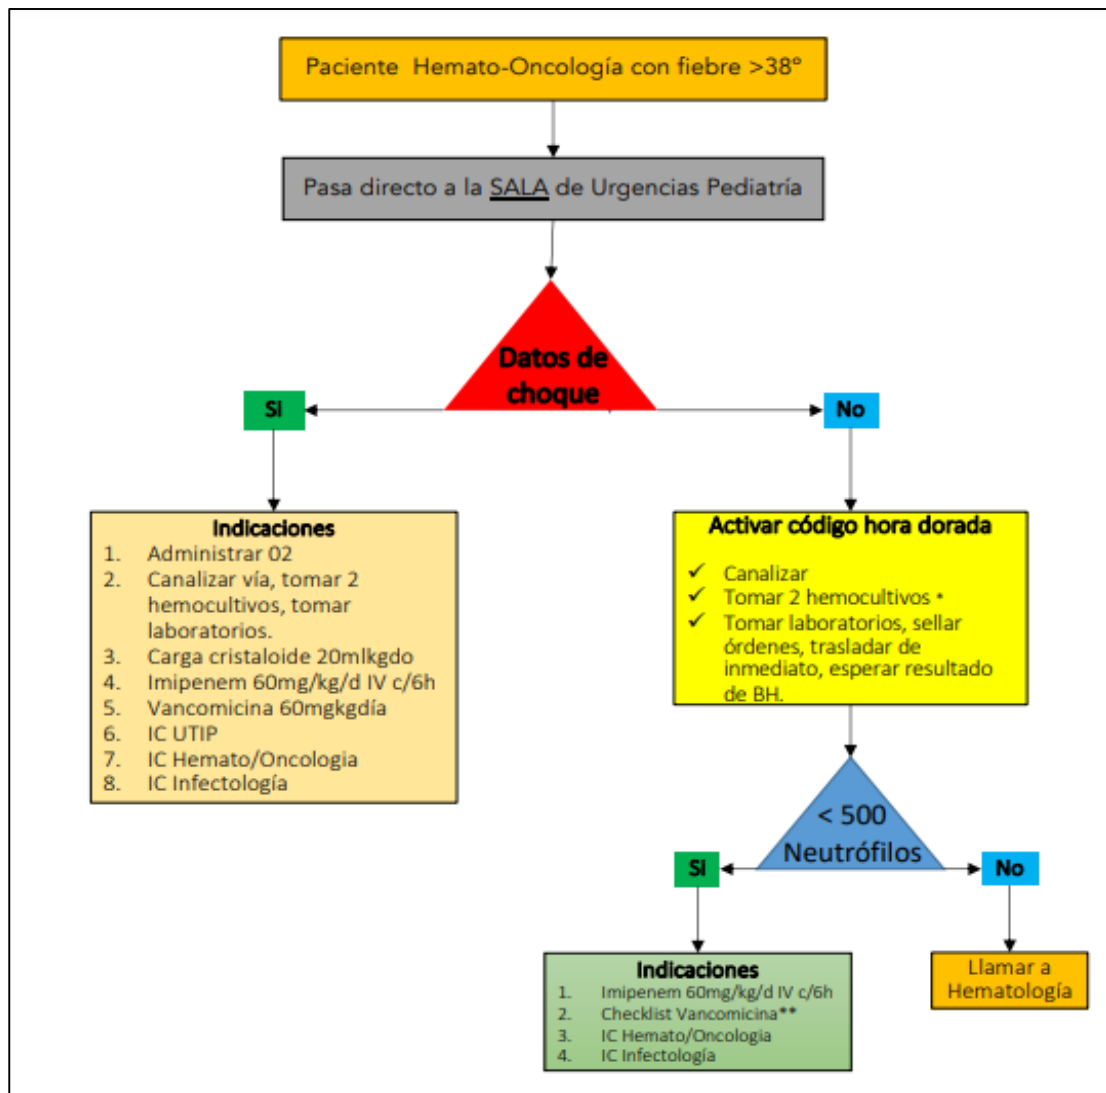 Paciente Hemato-Oncología con fiebre >38º
Pasa directo a la SALA de Urgencias Pediatría
Datos de
choque
Si
No
Indicaciones
1. Administrar 02
2. Canalizar vía, tomar 2
hemocultivos, tomar
laboratorios.
3. Carga cristaloide 20mlkgdo
4. Imipenem 60mg/kg/d IV c/6h
5. Vancomicina 60mgkgdía
6. IC UTIP
7. IC Hemato/Oncologia
8. IC Infectología
Activar código hora dorada
✓ Canalizar
✓ Tomar 2 hemocultivos *
✓ Tomar laboratorios, sellar
órdenes, trasladar de
inmediato, esperar resultado
de BH.
< 500
Neutrófilos
Si
No
Indicaciones
1. Imipenem 60mg/kg/d IV c/6h
2. Checklist Vancomicina**
3. IC Hemato/Oncologia
4. IC Infectología
Llamar a
Hematología